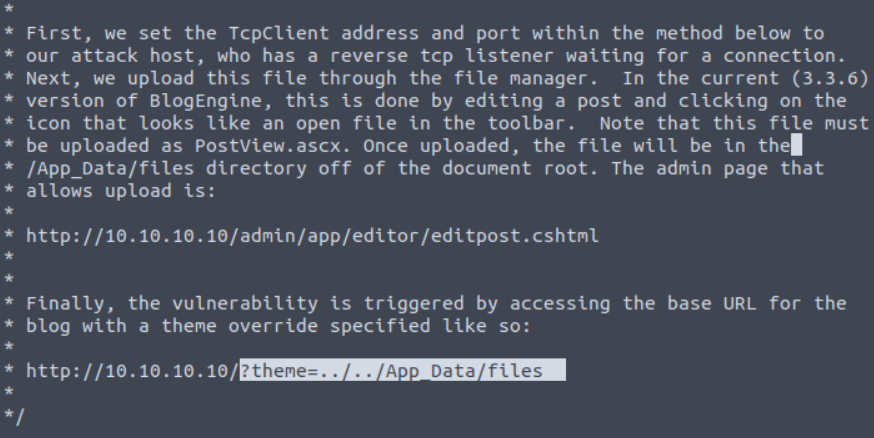 *
* First, we set the TcpClient address and port within the method below to
* our attack host, who has a reverse tcp listener waiting for a connection.
* Next, we upload this file through the file manager.  In the current (3.3.6)
* version of BlogEngine, this is done by editing a post and clicking on the
* icon that looks like an open file in the toolbar.  Note that this file must
* be uploaded as PostView.ascx. Once uploaded, the file will be in the
* /App_Data/files directory off of the document root. The admin page that
* allows upload is:
*
* http://10.10.10.10/admin/app/editor/editpost.cshtml
*
*
* Finally, the vulnerability is triggered by accessing the base URL for the
* blog with a theme override specified like so:
*
* http://10.10.10.10/?theme=../../App_Data/files
*
*/